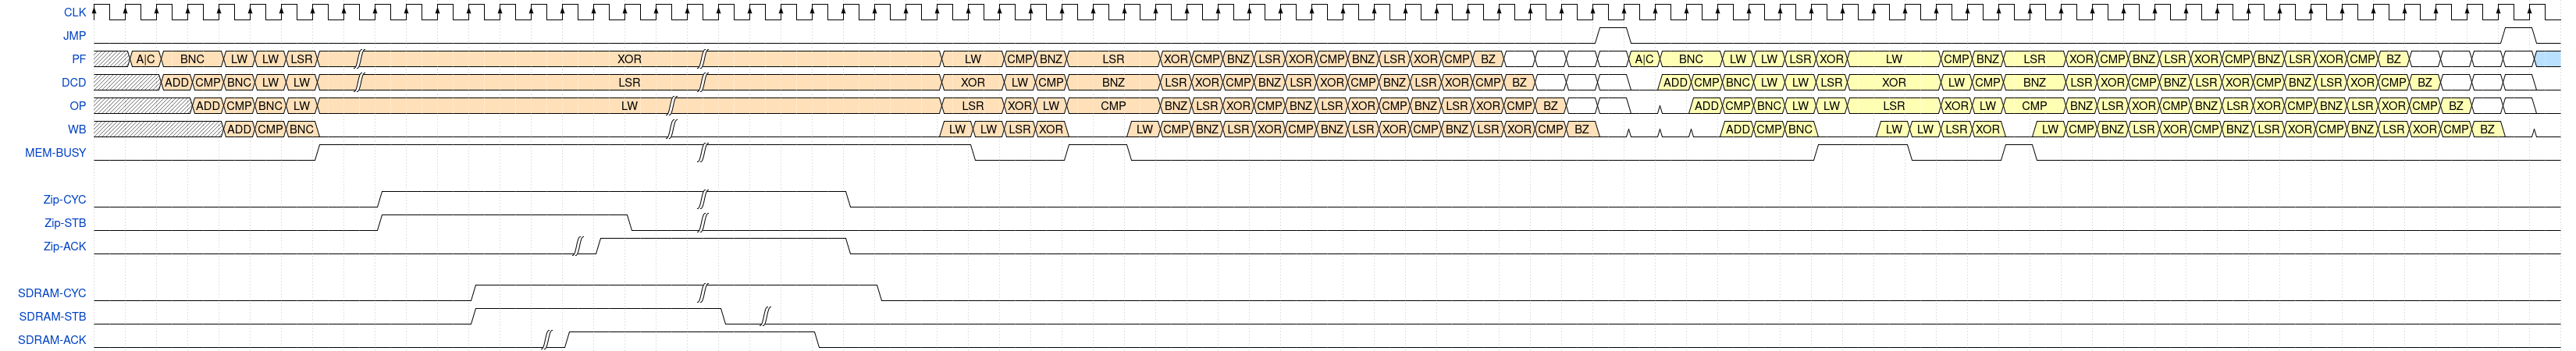 CLK
JMP
PF A|C BNC LW LW LSR XOR LW CMP BNZ LSR XOR CMP BNZ LSR XOR CMP BNZ LSR XOR CMP BZ A|C BNC LW LW LSR XOR LW CMP BNZ LSR XOR CMP BNZ LSR XOR CMP BNZ LSR XOR CMP BZ
DCD ADD CMP BNC LW LW LSR XOR LW CMP BNZ LSR XOR CMP BNZ LSR XOR CMP BNZ LSR XOR CMP BZ ADD CMP BNC LW LW LSR XOR LW CMP BNZ LSR XOR CMP BNZ LSR XOR CMP BNZ LSR XOR CMP BZ
OP ADD CMP BNC LW LW LSR XOR LW CMP BNZ LSR XOR CMP BNZ LSR XOR CMP BNZ LSR XOR CMP BZ ADD CMP BNC LW LW LSR XOR LW CMP BNZ LSR XOR CMP BNZ LSR XOR CMP BNZ LSR XOR CMP BZ
WB ADD CMP BNC LW LW LSR XOR LW CMP BNZ LSR XOR CMP BNZ LSR XOR CMP BNZ LSR XOR CMP BZ ADD CMP BNC LW LW LSR XOR LW CMP BNZ LSR XOR CMP BNZ LSR XOR CMP BNZ LSR XOR CMP BZ
MEM-BUSY
Zip-CYC
Zip-STB
Zip-ACK
SDRAM-CYC
SDRAM-STB
SDRAM-ACK